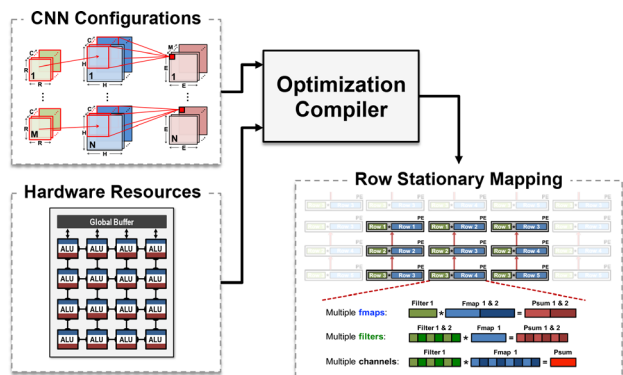 CNN Configurations
C
M
C
R
1
H
1
E
1
R
H
E
C
C
R
M
H
N
E
N
R
H
E
Optimization
Compiler
Hardware Resources
Global Buffer
ALU ALU ALU ALU
ALU ALU ALU ALU
ALU ALU ALU ALU
ALU ALU ALU ALU
Row Stationary Mapping
PE PE PE
Row 1 * Row 1 Row 1 * Row 2 Row 1 * Row 3
PE PE PE
Row 2 * Row 2 Row 2 * Row 3 Row 2 * Row 4
PE PE PE
Row 3 * Row 3 Row 3 * Row 4 Row 3 * Row 5
Filter 1 Fmap 1 & 2 Psum 1 & 2
Multiple fmaps: * =
Filter 1 & 2 Fmap 1 Psum 1 & 2
Multiple filters: * =
Filter 1 Fmap 1 Psum
Multiple channels: * =